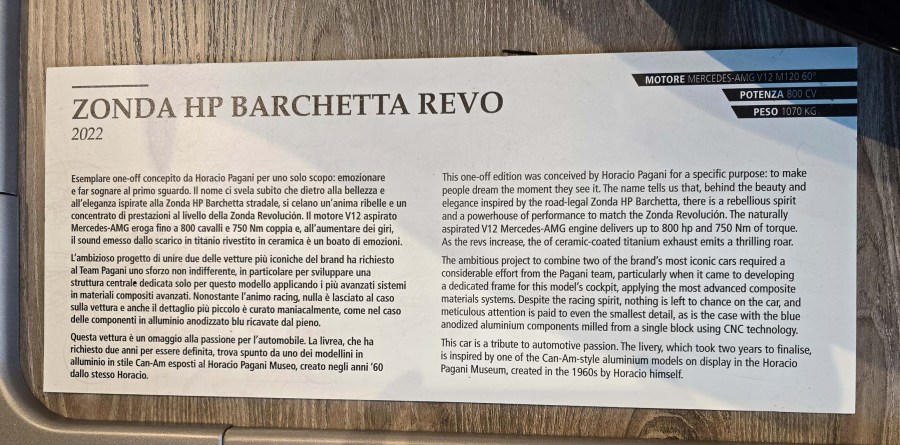 ZONDA HP BARCHETTA REVO
2022
MOTORE MERCEDES-AMG V12 M120 60°
POTENZA 800 CV
PESO 1070 KG
Esemplare one-off concepito da Horacio Pagani per uno solo scopo: emozionare
e far sognare al primo sguardo. Il nome ci svela subito che dietro alla bellezza e
all'eleganza ispirate alla Zonda HP Barchetta stradale, si celano un'anima ribelle e un
concentrato di prestazioni al livello della Zonda Revolución. Il motore V12 aspirato
Mercedes-AMG eroga fino a 800 cavalli e 750 Nm coppia e, all'aumentare dei giri,
il sound emesso dallo scarico in titanio rivestito in ceramica è un boato di emozioni.
L'ambizioso progetto di unire due delle vetture più iconiche del brand ha richiesto
al Team Pagani uno sforzo non indifferente, in particolare per sviluppare una
struttura centrale dedicata solo per questo modello applicando i più avanzati sistemi
in materiali compositi avanzati. Nonostante l'animo racing, nulla è lasciato al caso
sulla vettura e anche il dettaglio più piccolo è curato maniacalmente, come nel caso
delle componenti in alluminio anodizzato blu ricavate dal pieno.
Questa vettura è un omaggio alla passione per l'automobile. La livrea, che ha
richiesto due anni per essere definita, trova spunto da uno dei modellini in
alluminio in stile Can-Am esposti al Horacio Pagani Museo, creato negli anni '60
dallo stesso Horacio.
This one-off edition was conceived by Horacio Pagani for a specific purpose: to make
people dream the moment they see it. The name tells us that, behind the beauty and
elegance inspired by the road-legal Zonda HP Barchetta, there is a rebellious spirit
and a powerhouse of performance to match the Zonda Revolución. The naturally
aspirated V12 Mercedes-AMG engine delivers up to 800 hp and 750 Nm of torque.
As the revs increase, the of ceramic-coated titanium exhaust emits a thrilling roar.
The ambitious project to combine two of the brand's most iconic cars required a
considerable effort from the Pagani team, particularly when it came to developing
a dedicated frame for this model's cockpit, applying the most advanced composite
materials systems. Despite the racing spirit, nothing is left to chance on the car, and
meticulous attention is paid to even the smallest detail, as is the case with the blue
anodized aluminium components milled from a single block using CNC technology.
This car is a tribute to automotive passion. The livery, which took two years to finalise,
is inspired by one of the Can-Am-style aluminium models on display in the Horacio
Pagani Museum, created in the 1960s by Horacio himself.